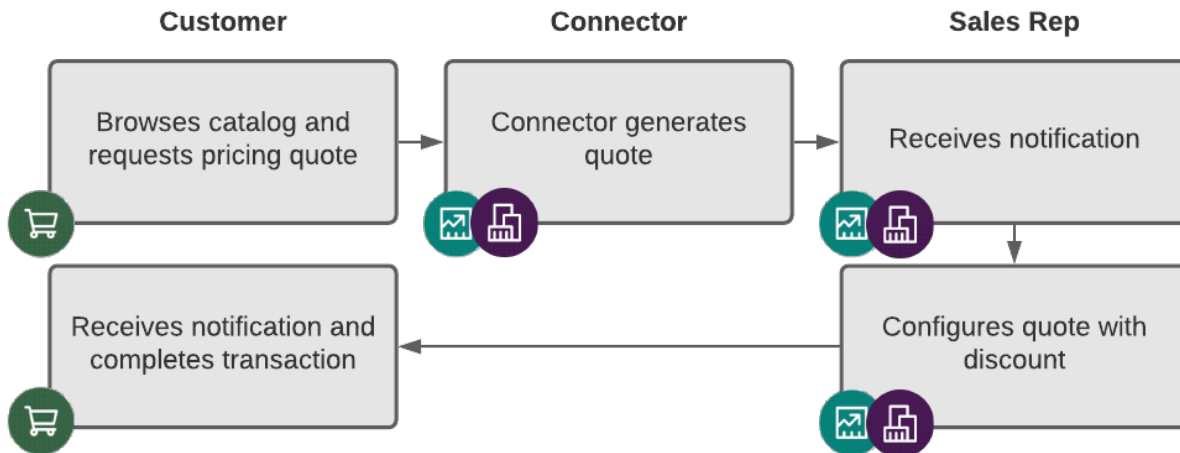 Customer
Connector
Sales Rep
Browses catalog and
requests pricing quote
Connector generates
quote
Receives notification
Receives notification and
completes transaction
Configures quote with
discount